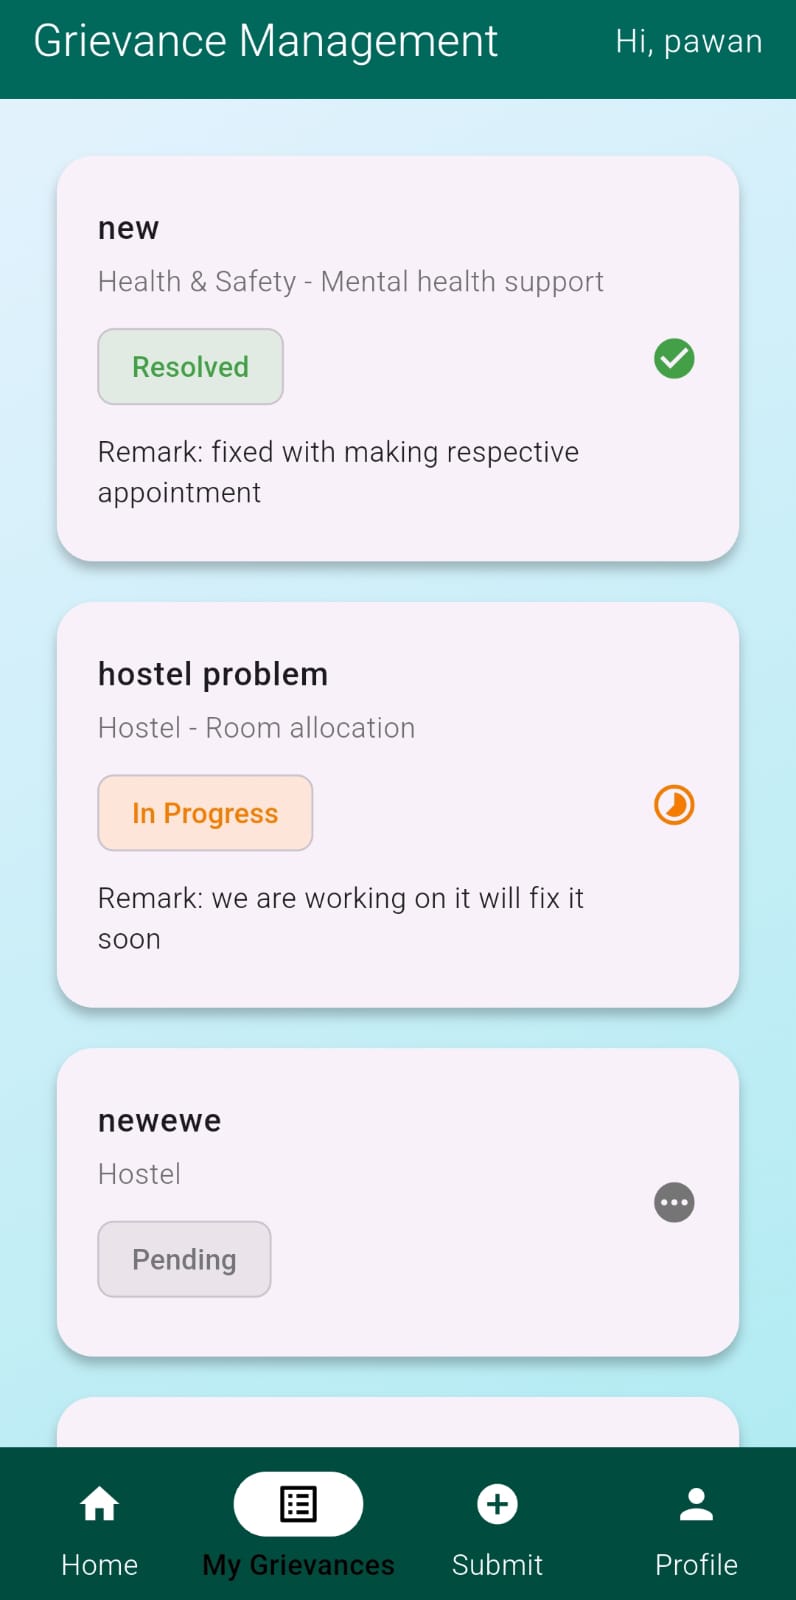 Grievance Management
Hi, pawan
new
Health & Safety - Mental health support
Resolved
Remark: fixed with making respective
appointment
hostel problem
Hostel - Room allocation
In Progress
Remark: we are working on it will fix it
soon
newewe
Hostel
Pending
Home
My Grievances
Submit
Profile